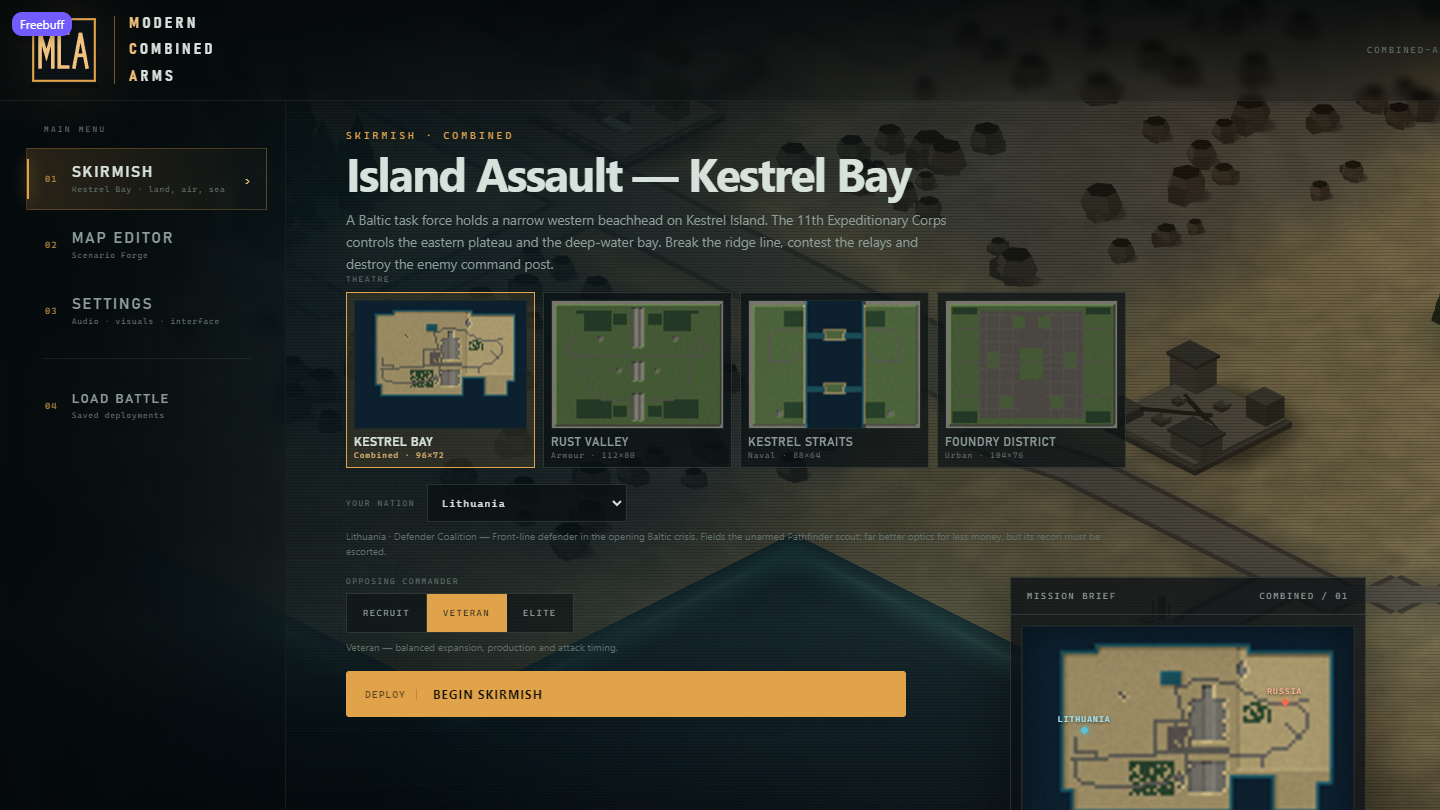 Freebuff
MLA
MODERN
COMBINED
ARMS
COMBINED-A
MAIN MENU
01
SKIRMISH
Kestrel Bay · land, air, sea
›
02
MAP EDITOR
Scenario Forge
03
SETTINGS
Audio · visuals · interface
04
LOAD BATTLE
Saved deployments
SKIRMISH · COMBINED
Island Assault — Kestrel Bay
A Baltic task force holds a narrow western beachhead on Kestrel Island. The 11th Expeditionary Corps
controls the eastern plateau and the deep-water bay. Break the ridge line, contest the relays and
destroy the enemy command post.
THEATRE
KESTREL BAY
Combined · 96×72
RUST VALLEY
Armour · 112×80
KESTREL STRAITS
Naval · 88×64
FOUNDRY DISTRICT
Urban · 104×76
YOUR NATION
Lithuania
Lithuania · Defender Coalition — Front-line defender in the opening Baltic crisis. Fields the unarmed Pathfinder scout: far better optics for less money, but its recon must be
escorted.
OPPOSING COMMANDER
RECRUIT
VETERAN
ELITE
Veteran — balanced expansion, production and attack timing.
DEPLOY
BEGIN SKIRMISH
MISSION BRIEF
COMBINED / 01
RUSSIA
LITHUANIA